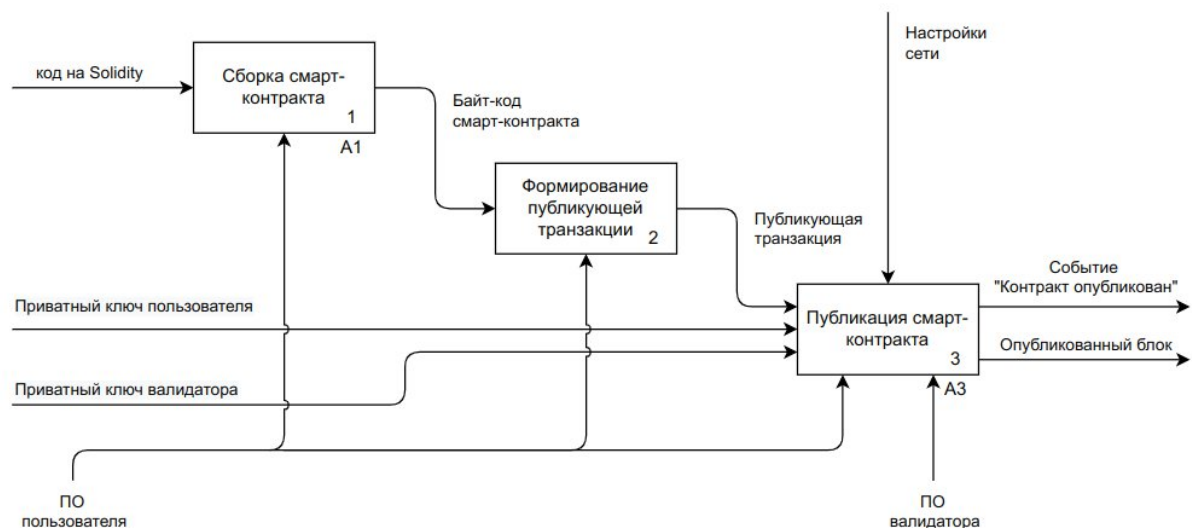 Настройки
сети
код на Solidity
Сборка смарт-
контракта
1
А1
Байт-код
смарт-контракта
Формирование
публикующей
транзакции
2
Публикующая
транзакция
Событие
"Контракт опубликован"
Приватный ключ пользователя
Публикация смарт-
контракта
3
А3
Опубликованный блок
Приватный ключ валидатора
ПО
пользователя
ПО
валидатора